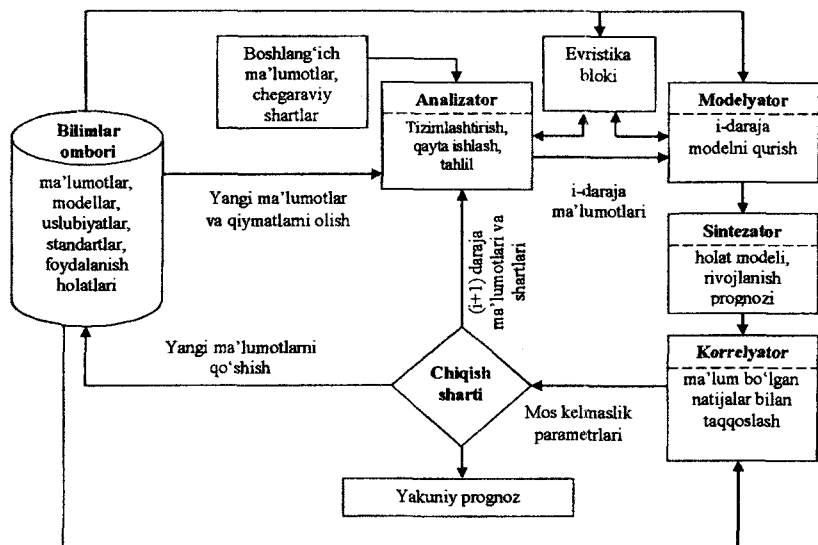 Boshlang‘ich
ma’lumotlar,
chegaraviy
shartlar
Evristika
bloki
Analizator
Tizimlashtirish,
qayta ishlash,
tahlil
Modelyator
i-daraja
modelni qurish
Bilimlar
ombori
ma’lumotlar,
modellar,
uslubiyatlar,
standartlar,
foydalanish
holatlari
Yangi ma’lumotlar
va qiymatlarni olish
i-daraja
ma’lumotlari
Sintezator
holat modeli,
rivojlanish
prognozi
(i+1) daraja
ma’lumotlari va
shartlari
Korrelyator
ma’lum bo‘lgan
natijalar bilan
taqqoslash
Yangi ma’lumotlarni
qo‘shish
Chiqish
sharti
Mos kelmaslik
parametrlari
Yakuniy prognoz